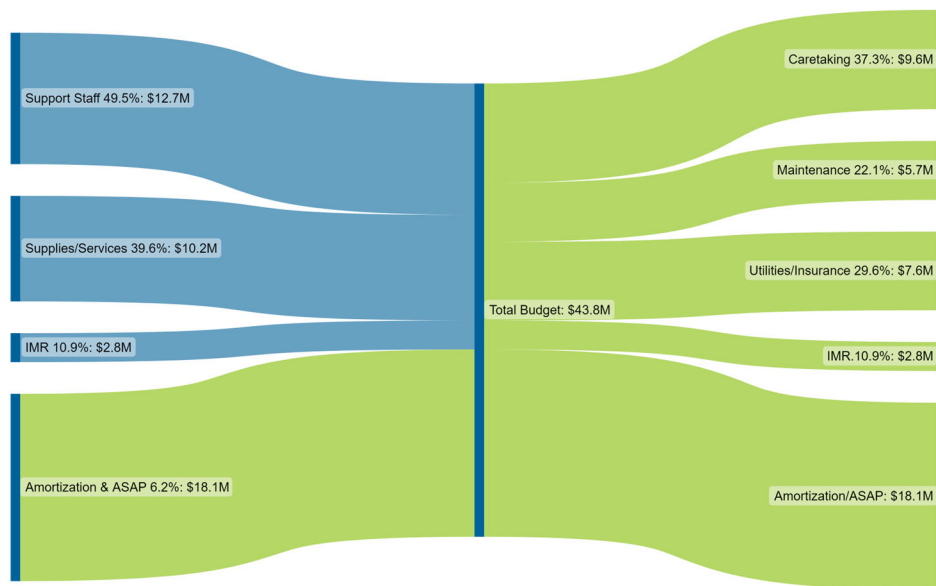 Support Staff 49.5%: $12.7M
Supplies/Services 39.6%: $10.2M
IMR 10.9%: $2.8M
Amortization & ASAP 6.2%: $18.1M
Total Budget: $43.8M
Caretaking 37.3%: $9.6M
Maintenance 22.1%: $5.7M
Utilities/Insurance 29.6%: $7.6M
IMR.10.9%: $2.8M
Amortization/ASAP: $18.1M